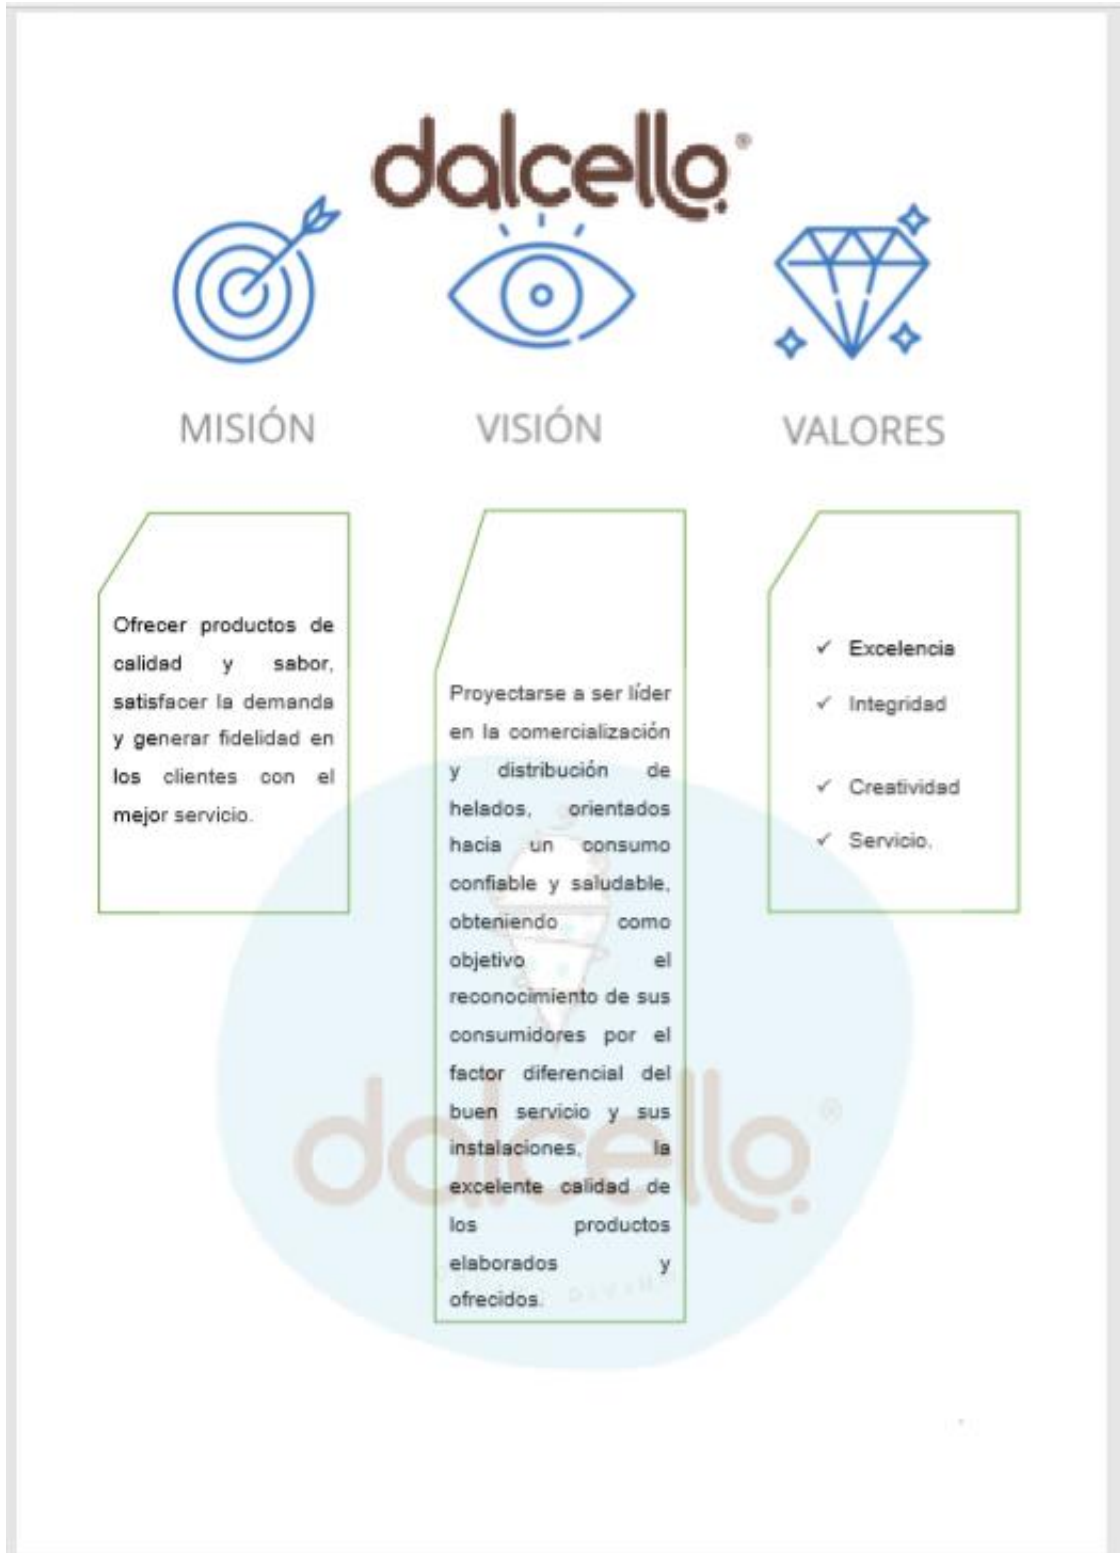 dalcello®
MISIÓN
VISIÓN
VALORES
Ofrecer productos de
calidad y sabor,
satisfacer la demanda
y generar fidelidad en
los clientes con el
mejor servicio.
Proyectarse a ser líder
en la comercialización
y distribución de
helados, orientados
hacia un consumo
confiable y saludable,
obteniendo como
objetivo el
reconocimiento de sus
consumidores por el
factor diferencial del
buen servicio y sus
instalaciones, la
excelente calidad de
los productos
elaborados y
ofrecidos.
✓ Excelencia
✓ Integridad
✓ Creatividad
✓ Servicio.
dalcello®